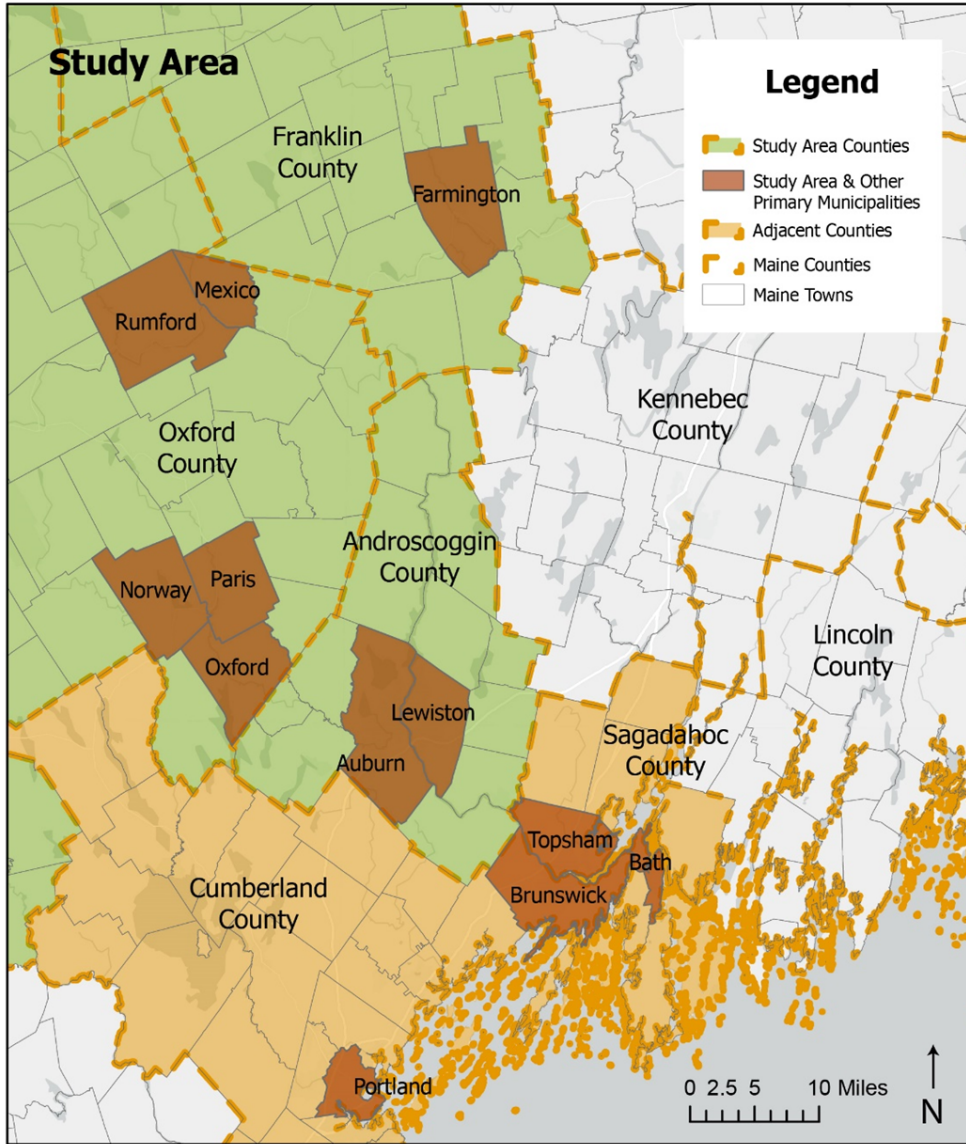 Study Area
Legend
Study Area Counties
Study Area & Other
Primary Municipalities
Adjacent Counties
Maine Counties
Maine Towns
Franklin
County
Farmington
Mexico
Rumford
Kennebec
County
Oxford
County
Androscoggin
County
Norway
Paris
Oxford
Lincoln
County
Lewiston
Auburn
Sagadahoc
County
Topsham
Bath
Brunswick
Cumberland
County
Portland
0 2.5 5 10 Miles
N